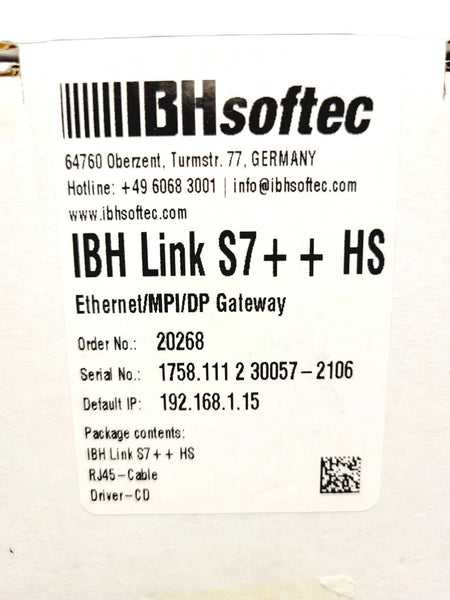 IBHsoftec
64760 Oberzent, Turmstr. 77, GERMANY
Hotline: +49 6068 3001 | info@ibhsoftec.com
www.ibhsoftec.com
IBH Link S7++ HS
Ethernet/MPI/DP Gateway
Order No.: 20268
Serial No.: 1758.111 2 30057-2106
Default IP: 192.168.1.15
Package contents:
IBH Link S7++ HS
RJ45-Cable
Driver-CD